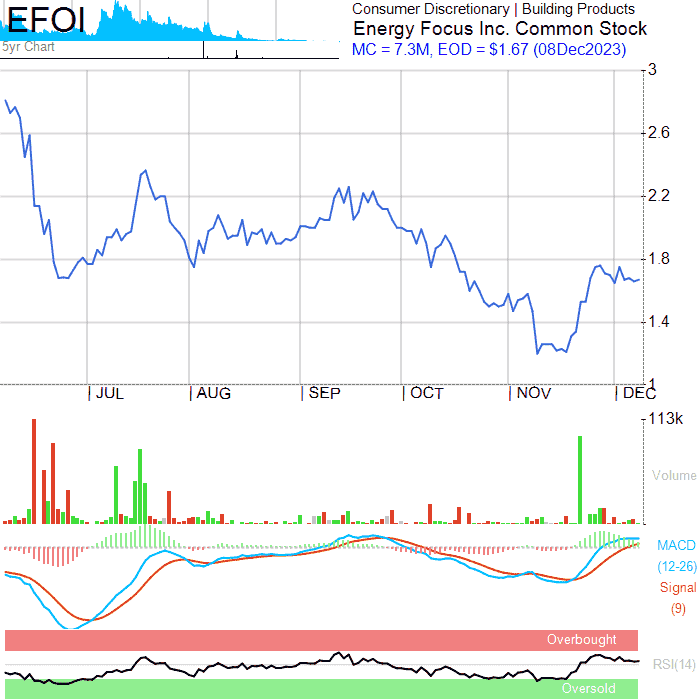 EFOI
5yr Chart
Consumer Discretionary | Building Products
Energy Focus Inc. Common Stock
MC = 7.3M, EOD = $1.67 (08Dec2023)
3
2.6
2.2
1.8
1.4
1
JUL AUG SEP OCT NOV DEC
113k
Volume
MACD
(12-26)
Signal
(9)
Overbought
RSI(14)
Oversold